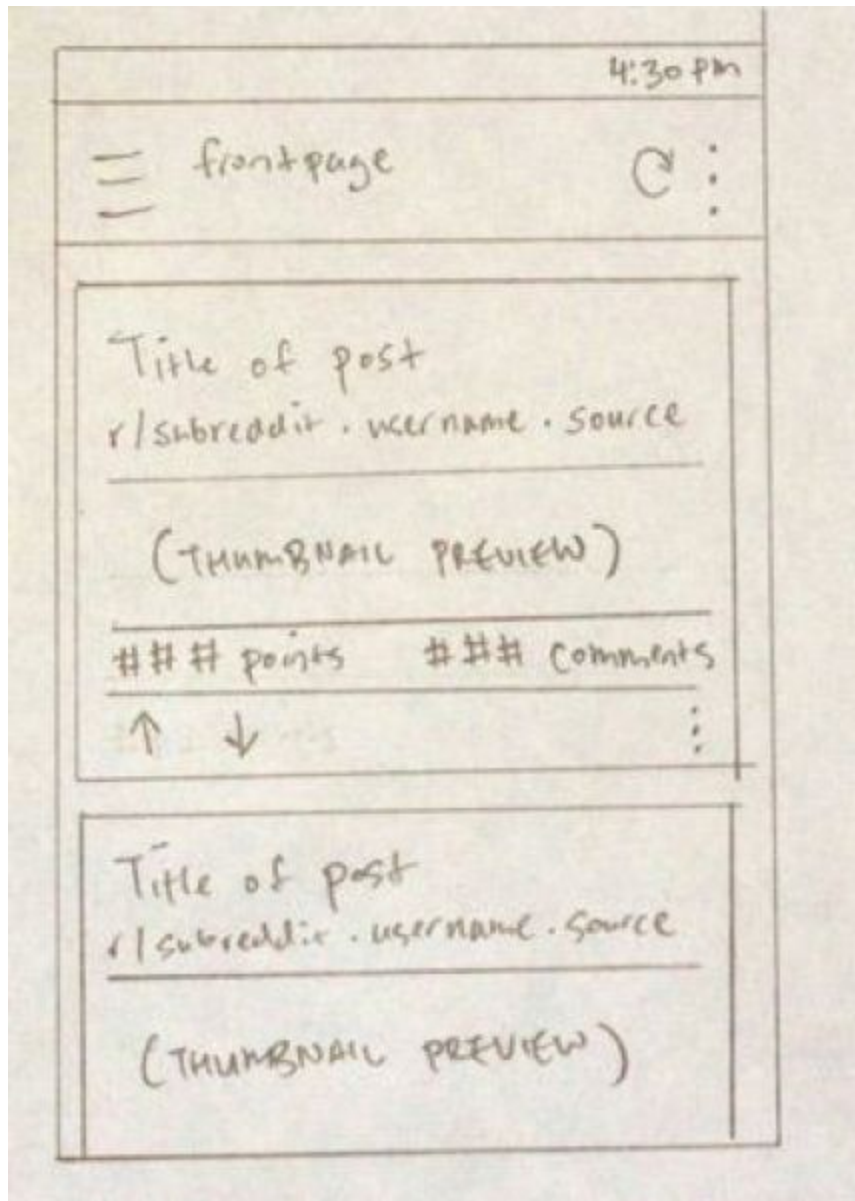 4:30 PM
frontpage
Title of post
r/subreddit . username . source
(THUMBNAIL PREVIEW)
### points ### comments
Title of post
r/subreddit . username . source
(THUMBNAIL PREVIEW)